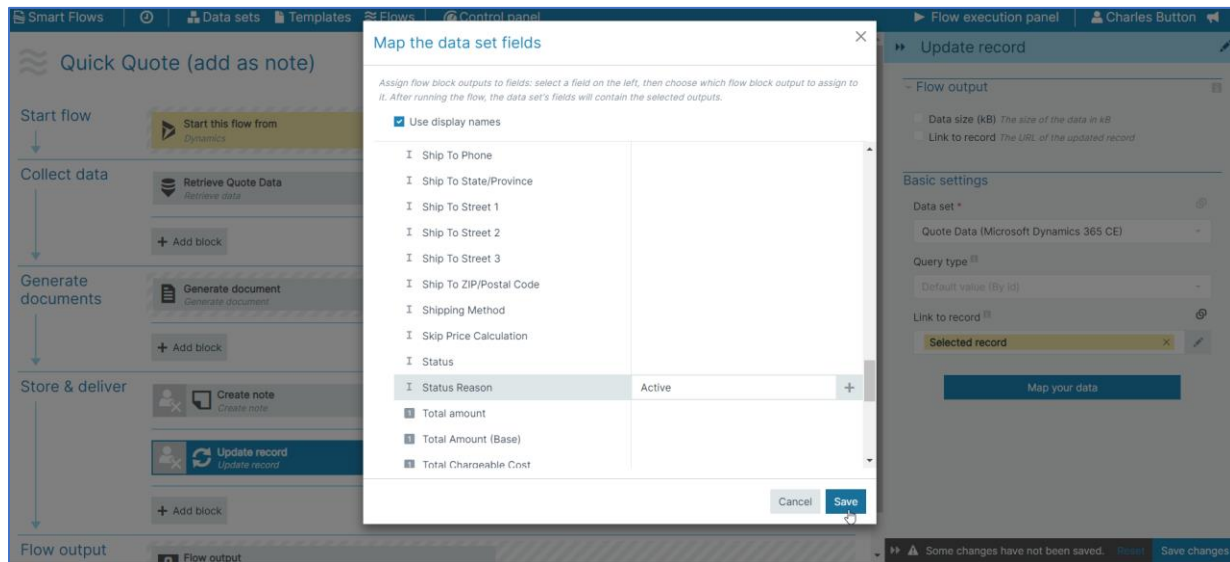 Smart Flows
Data sets
Templates
Flows
Control panel
Flow execution panel
Charles Button
Quick Quote (add as note)
Start flow
Start this flow from
Dynamics
Collect data
Retrieve Quote Data
Retrieve data
+ Add block
Generate
documents
Generate document
Generate document
+ Add block
Store & deliver
Create note
Create note
Update record
Update record
+ Add block
Flow output
Flow output
Map the data set fields
Assign flow block outputs to fields: select a field on the left, then choose which flow block output to assign to
it. After running the flow, the data set's fields will contain the selected outputs.
Use display names
Ship To Phone
Ship To State/Province
Ship To Street 1
Ship To Street 2
Ship To Street 3
Ship To ZIP/Postal Code
Shipping Method
Skip Price Calculation
Status
Status Reason Active +
Total amount
Total Amount (Base)
Total Chargeable Cost
Cancel Save
Update record
Flow output
Data size (kB) The size of the data in kB
Link to record The URL of the updated record
Basic settings
Data set *
Quote Data (Microsoft Dynamics 365 CE)
Query type
Default value (By id)
Link to record
Selected record ×
Map your data
Some changes have not been saved. Reset Save changes